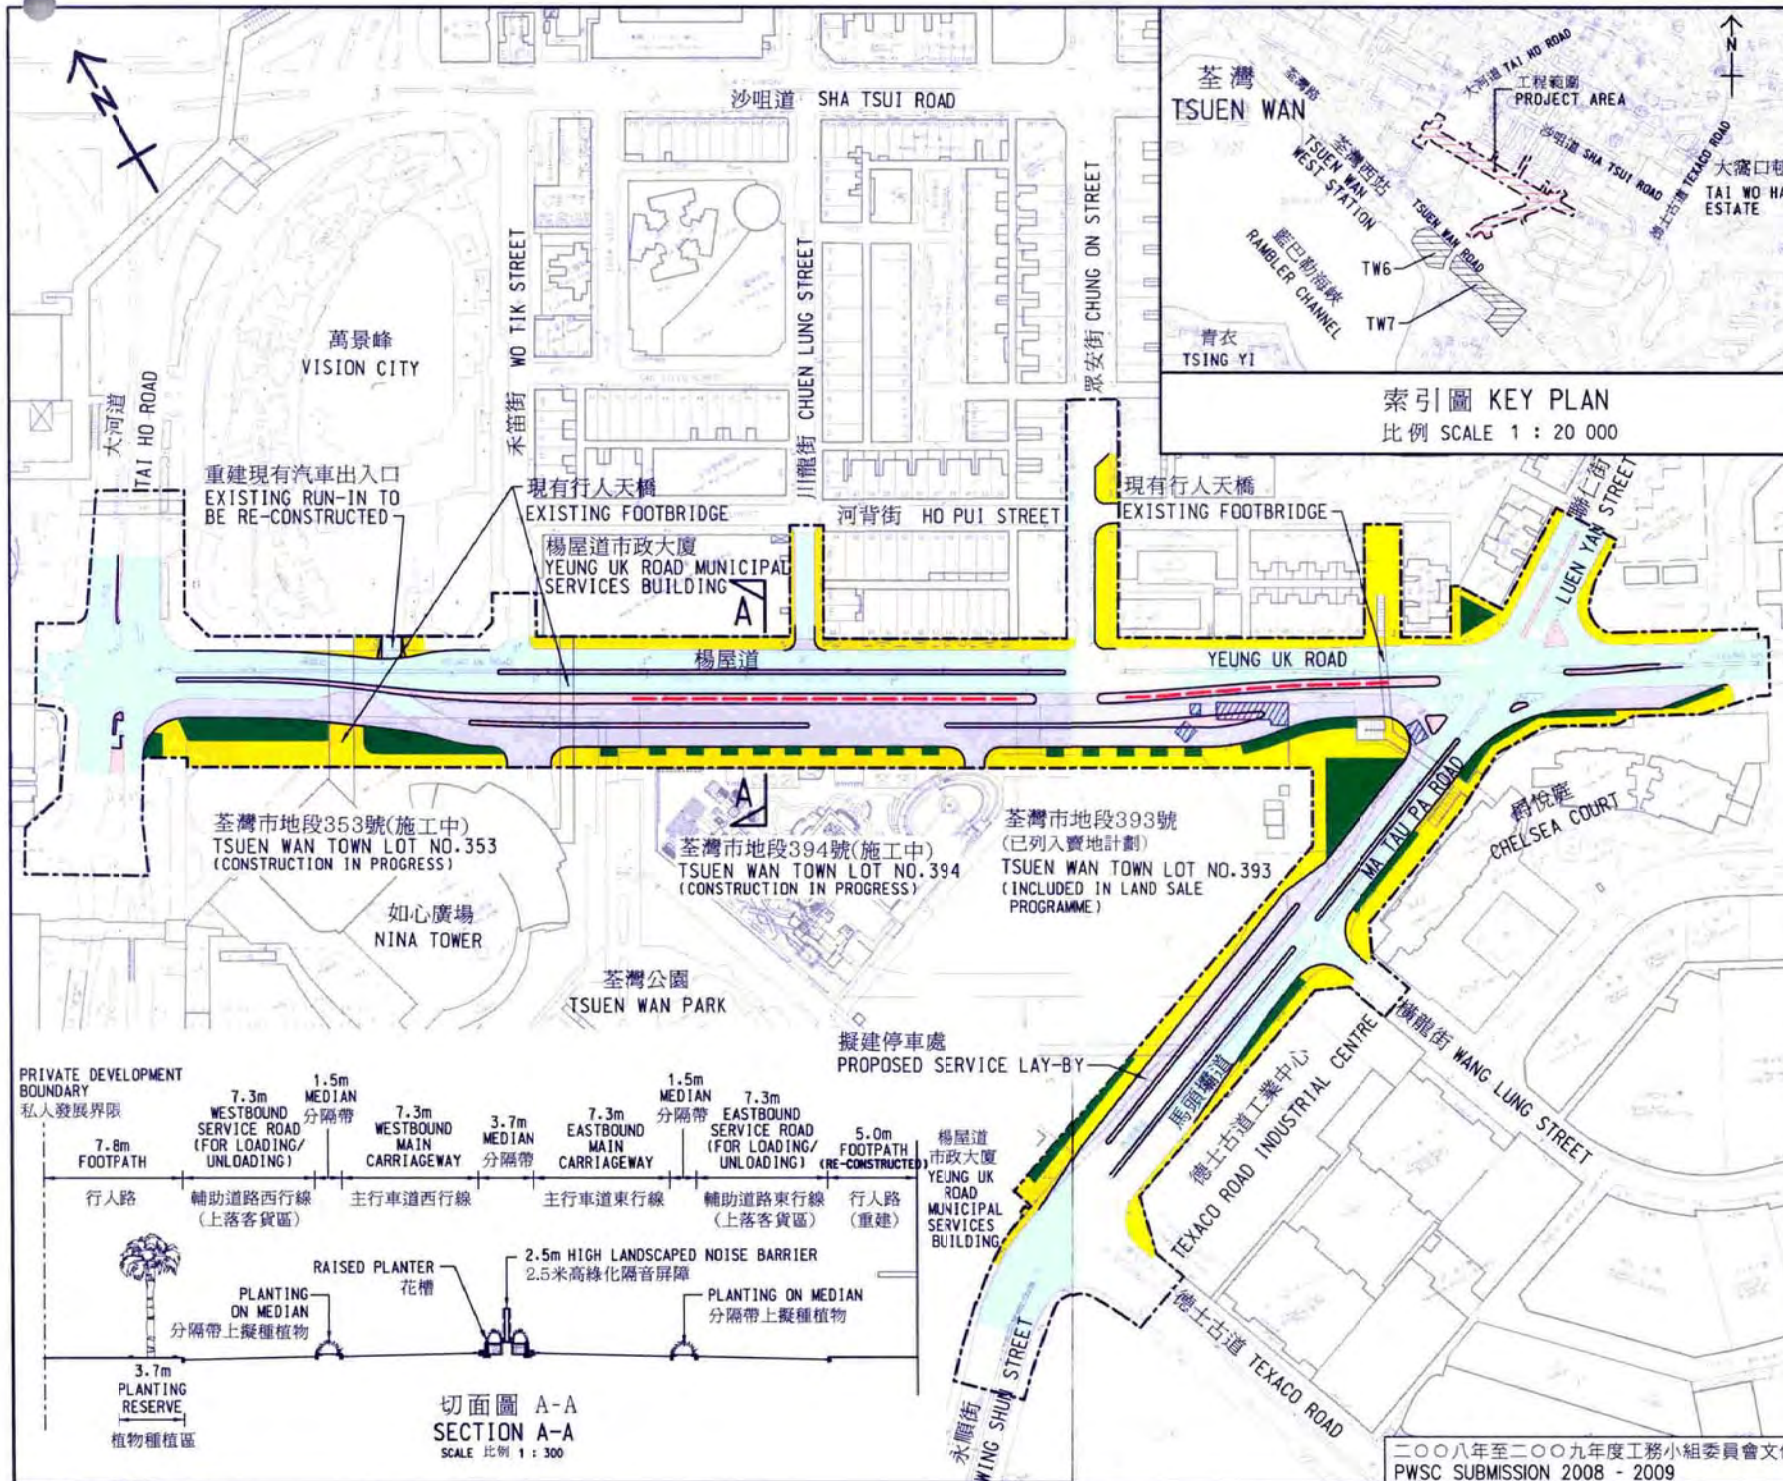 N
沙咀道 SHA TSUI ROAD
禾笛街 WO TIK STREET
川龍街 CHUEN LUNG STREET
眾安街 CHUNG ON STREET
萬景峰
VISION CITY
大河道
TAI HO ROAD
重建現有汽車出入口
EXISTING RUN-IN TO
BE RE-CONSTRUCTED
現有行人天橋
EXISTING FOOTBRIDGE
楊屋道市政大廈
YEUNG UK ROAD MUNICIPAL
SERVICES BUILDING
A
河背街 HO PUI STREET
現有行人天橋
EXISTING FOOTBRIDGE
聯仁街
LUEN YAN STREET
楊屋道
YEUNG UK ROAD
荃灣
TSUEN WAN
荃灣路
大河道 TAI HO ROAD
工程範圍
PROJECT AREA
N
沙咀道 SHA TSUI ROAD
德士古道 TEXACO ROAD
大窩口邨
TAI WO HA
ESTATE
荃灣西站
TSUEN WAN
WEST STATION
TSUEN WAN ROAD
藍巴勒海峽
RAMBLER CHANNEL
TW6
TW7
青衣
TSING YI
索引圖 KEY PLAN
比例 SCALE 1 : 20 000
荃灣市地段353號(施工中)
TSUEN WAN TOWN LOT NO.353
(CONSTRUCTION IN PROGRESS)
如心廣場
NINA TOWER
A
荃灣市地段394號(施工中)
TSUEN WAN TOWN LOT NO.394
(CONSTRUCTION IN PROGRESS)
荃灣公園
TSUEN WAN PARK
荃灣市地段393號
(已列入賣地計劃)
TSUEN WAN TOWN LOT NO.393
(INCLUDED IN LAND SALE
PROGRAMME)
MA TAU PA ROAD
爵悅庭
CHELSEA COURT
擬建停車處
PROPOSED SERVICE LAY-BY
馬頭壩道
德士古道工業中心
TEXACO ROAD INDUSTRIAL CENTRE
橫龍街 WANG LUNG STREET
德士古道 TEXACO ROAD
永順街
WING SHUN STREET
PRIVATE DEVELOPMENT
BOUNDARY
私人發展界限
7.8m
FOOTPATH
行人路
7.3m
WESTBOUND
SERVICE ROAD
(FOR LOADING/
UNLOADING)
輔助道路西行線
(上落客貨區)
1.5m
MEDIAN
分隔帶
7.3m
WESTBOUND
MAIN
CARRIAGEWAY
主行車道西行線
3.7m
MEDIAN
分隔帶
7.3m
EASTBOUND
MAIN
CARRIAGEWAY
主行車道東行線
1.5m
MEDIAN
分隔帶
7.3m
EASTBOUND
SERVICE ROAD
(FOR LOADING/
UNLOADING)
輔助道路東行線
(上落客貨區)
5.0m
FOOTPATH
(RE-CONSTRUCTED)
行人路
(重建)
楊屋道
市政大廈
YEUNG UK
ROAD
MUNICIPAL
SERVICES
BUILDING
RAISED PLANTER
花槽
2.5m HIGH LANDSCAPED NOISE BARRIER
2.5米高綠化隔音屏障
PLANTING
ON MEDIAN
分隔帶上擬種植物
PLANTING ON MEDIAN
分隔帶上擬種植物
3.7m
PLANTING
RESERVE
植物種植區
切面圖 A-A
SECTION A-A
SCALE 比例 1 : 300
二○○八年至二○○九年度工務小組委員會文件
PWSC SUBMISSION 2008 - 2009